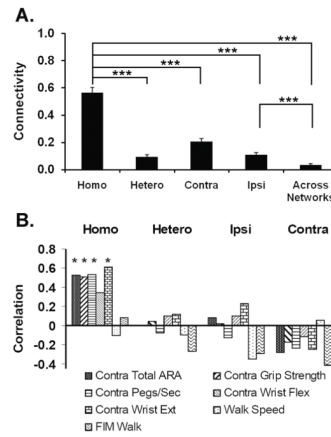 A.
Connectivity
1.0
0.8
0.6
0.4
0.2
0.0
***
***
***
***
***
Homo
Hetero
Contra
Ipsi
Across Networks
B.
Homo
Hetero
Ipsi
Contra
Correlation
0.8
0.6
0.4
0.2
0
-0.2
-0.4
* * * *
Contra Total ARA
Contra Grip Strength
Contra Pegs/Sec
Contra Wrist Flex
Contra Wrist Ext
Walk Speed
FIM Walk